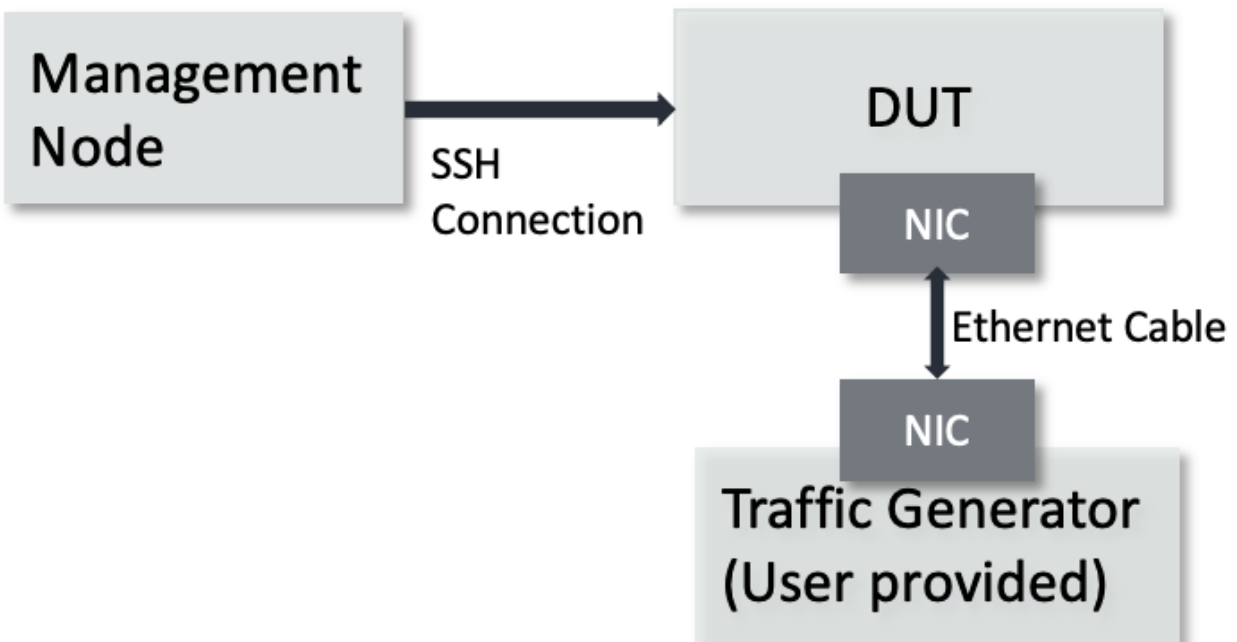 Management
Node
SSH
Connection
DUT
NIC
Ethernet Cable
NIC
Traffic Generator
(User provided)